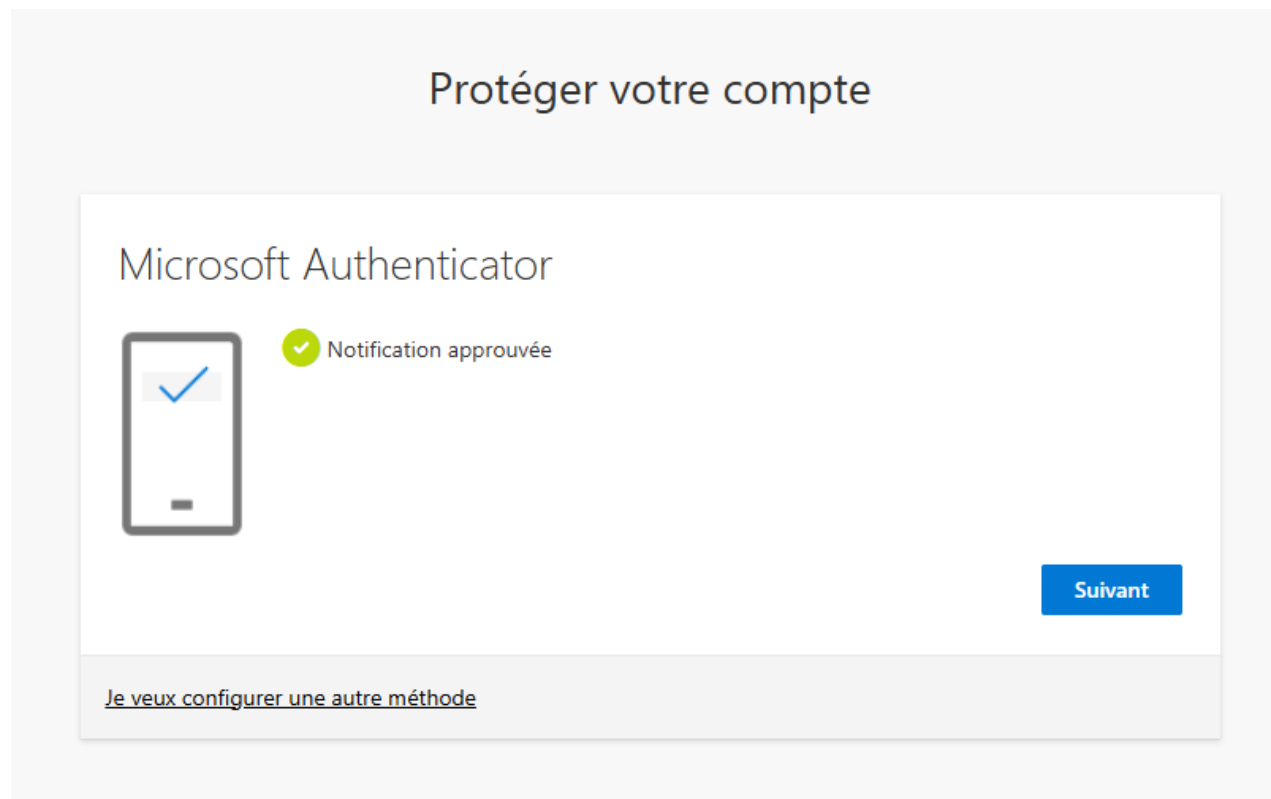 Protéger votre compte
Microsoft Authenticator
Notification approuvée
Suivant
Je veux configurer une autre méthode